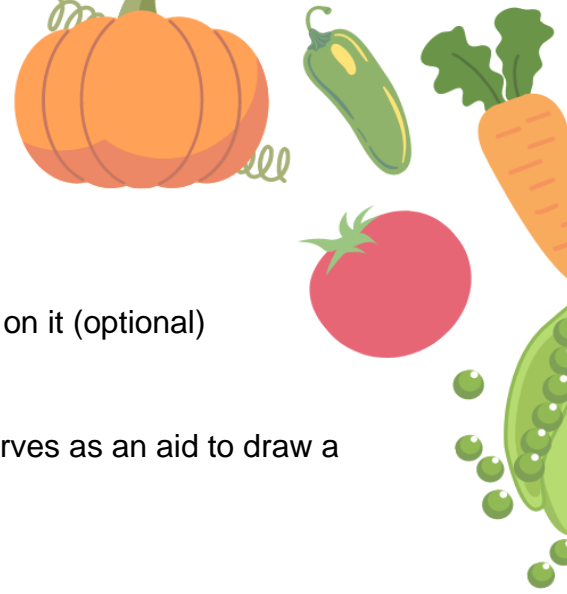 on it (optional)
rves as an aid to draw a